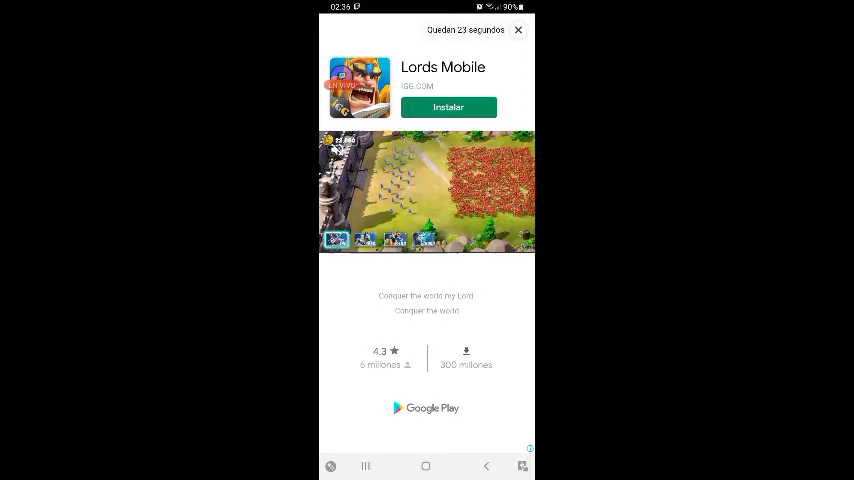 02:36
90%
Quedan 23 segundos
Lords Mobile
IGG.COM
EN VIVO
IGG
Instalar
Conquer the world my Lord
Conquer the world
4.3
6 millones
300 millones
Google Play